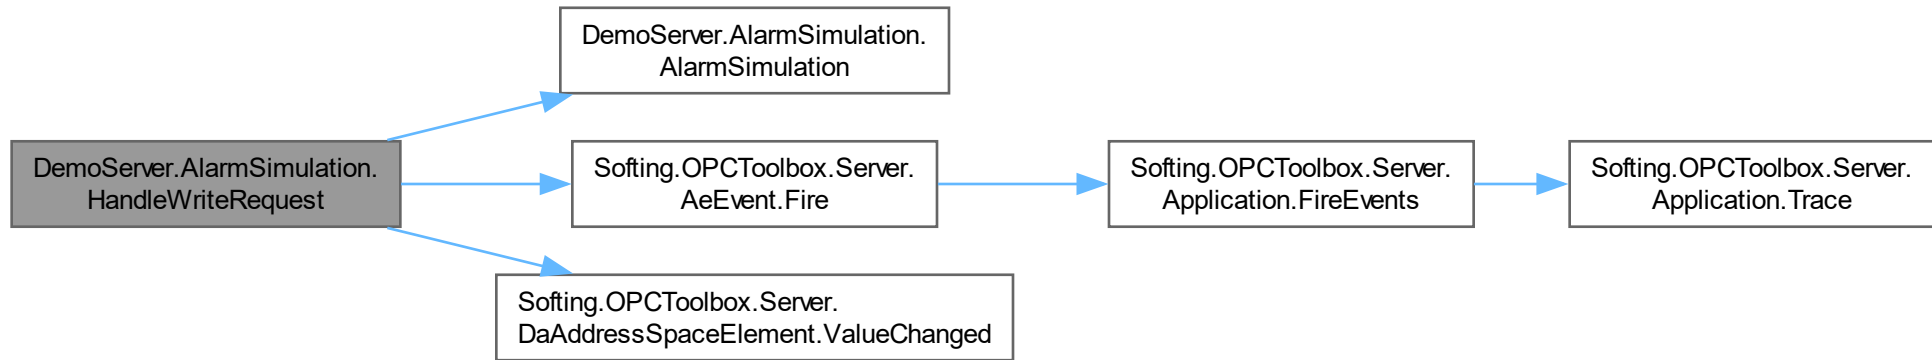 DemoServer.AlarmSimulation.
AlarmSimulation
DemoServer.AlarmSimulation.
HandleWriteRequest
Softing.OPCToolbox.Server.
AeEvent.Fire
Softing.OPCToolbox.Server.
Application.FireEvents
Softing.OPCToolbox.Server.
Application.Trace
Softing.OPCToolbox.Server.
DaAddressSpaceElement.ValueChanged